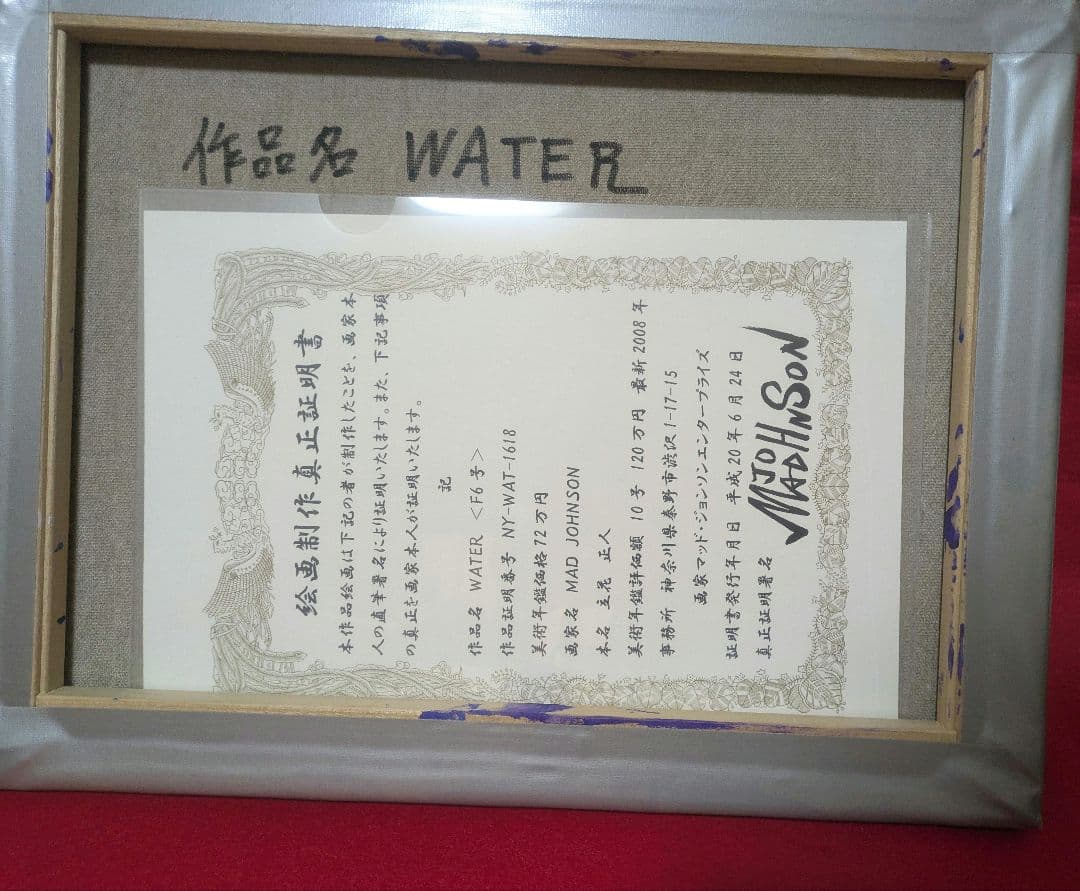 作品名 WATER
絵画制作真正証明書
本作品絵画は下記の者が制作したことを、画家本
人の直筆署名により証明いたします。また、下記事項
の真正を画家本人が証明いたします。
記
作品名 WATER <F6号>
作品証明番号 NY-WAT-1618
美術年鑑価格72万円
画家名 MAD JOHNSON
本名 立花 正人
美術年鑑評価額 10号 120万円 最新2008年
事務所 神奈川県秦野市渋沢1-17-15
画家マッド・ジョンソンエンタープライズ
証明書発行年月日 平成20年6月24日
真正証明署名
MAD JOHNSON